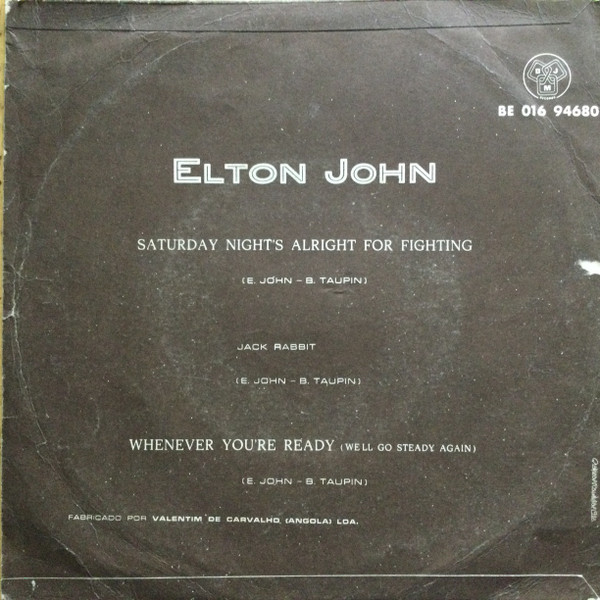 D J M
BE 016 94680
ELTON JOHN
SATURDAY NIGHT'S ALRIGHT FOR FIGHTING
(E. JOHN – B. TAUPIN)
JACK RABBIT
(E. JOHN – B. TAUPIN)
WHENEVER YOU'RE READY (WE'LL GO STEADY AGAIN)
(E. JOHN – B. TAUPIN)
FABRICADO POR VALENTIM DE CARVALHO, (ANGOLA) LDA.